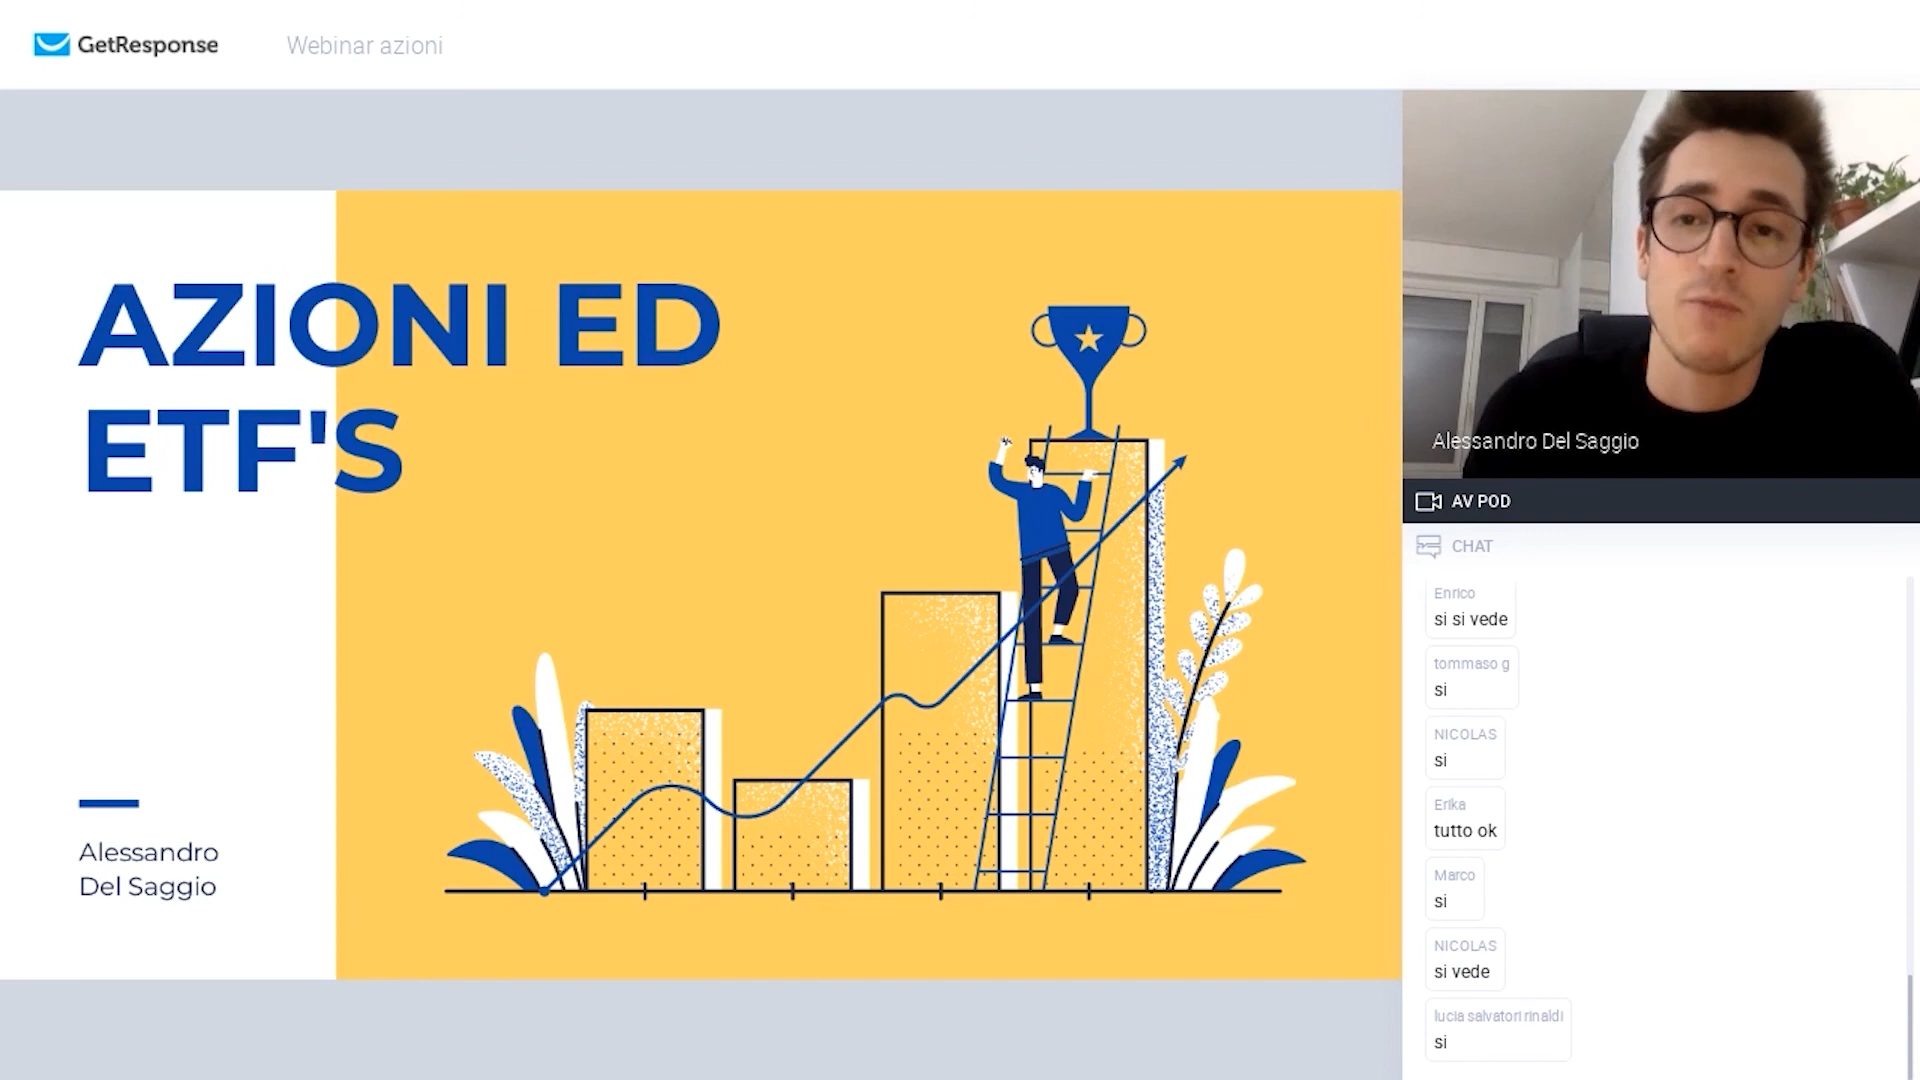 GetResponse
Webinar azioni
AZIONI ED
ETF'S
Alessandro
Del Saggio
Alessandro Del Saggio
AV POD
CHAT
Enrico
si si vede
tommaso g
si
NICOLAS
si
Erika
tutto ok
Marco
si
NICOLAS
si vede
lucia salvatori rinaldi
si